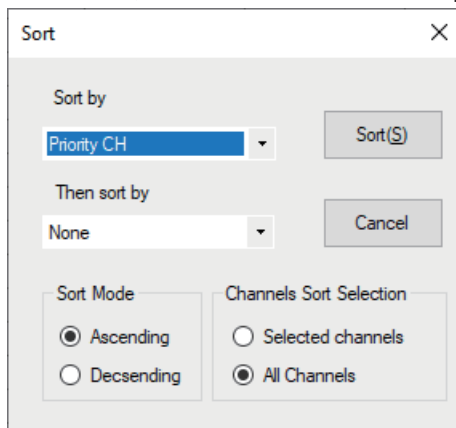 Sort
Sort by
Priority CH
Sort(S)
Then sort by
None
Cancel
Sort Mode
Ascending
Decsending
Channels Sort Selection
Selected channels
All Channels